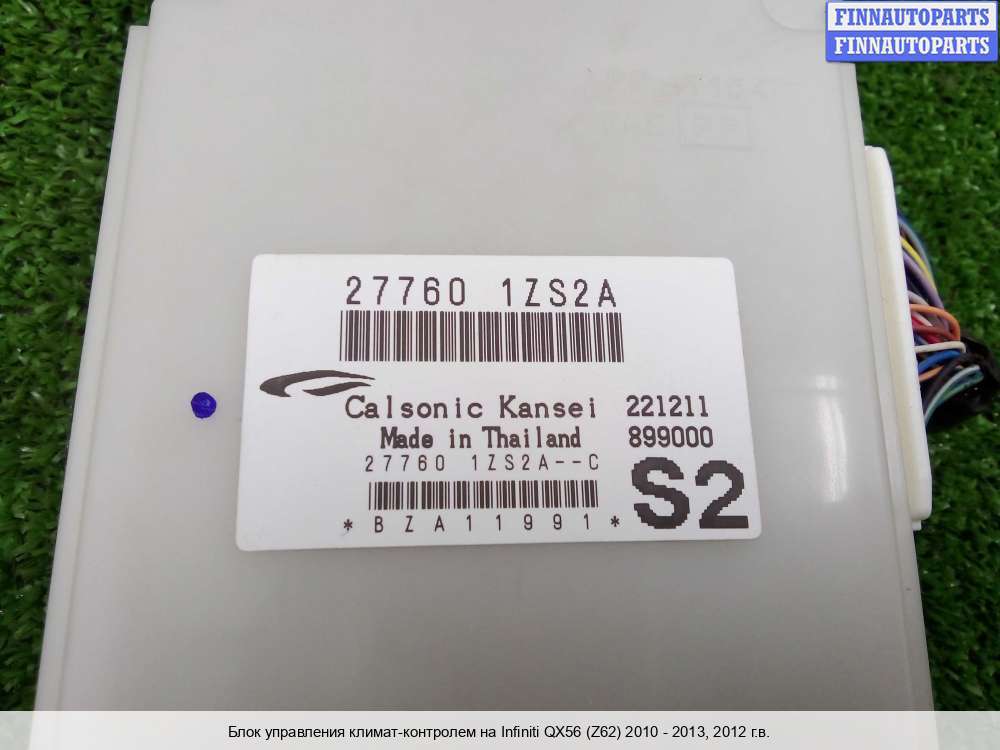 FINNAUTOPARTS
FINNAUTOPARTS
27760 1ZS2A
Calsonic Kansei 221211
Made in Thailand 899000
27760 1ZS2A--C
S2
*BZA11991*
Блок управления климат-контролем на Infiniti QX56 (Z62) 2010 - 2013, 2012 г.в.